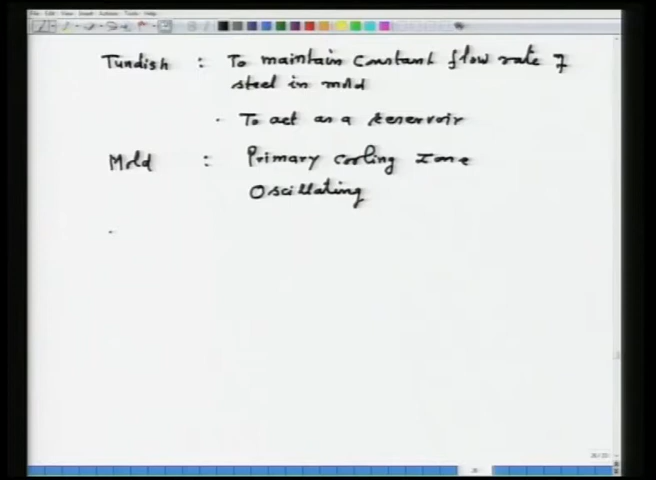 Tundish : To maintain constant flow rate of
steel in mold
· To act as a reservoir
Mold : Primary cooling zone
Oscillating